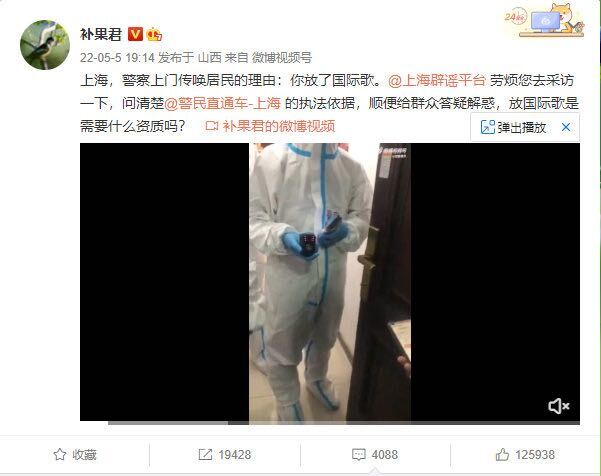 24
补果君
22-05-5 19:14 发布于 山西 来自 微博视频号
上海，警察上门传唤居民的理由：你放了国际歌。@上海辟谣平台 劳烦您去采访
一下，问清楚@警民直通车-上海 的执法依据，顺便给群众答疑解惑，放国际歌是
需要什么资质吗？ 补果君的微博视频
弹出播放 ×
收藏 19428 4088 125938